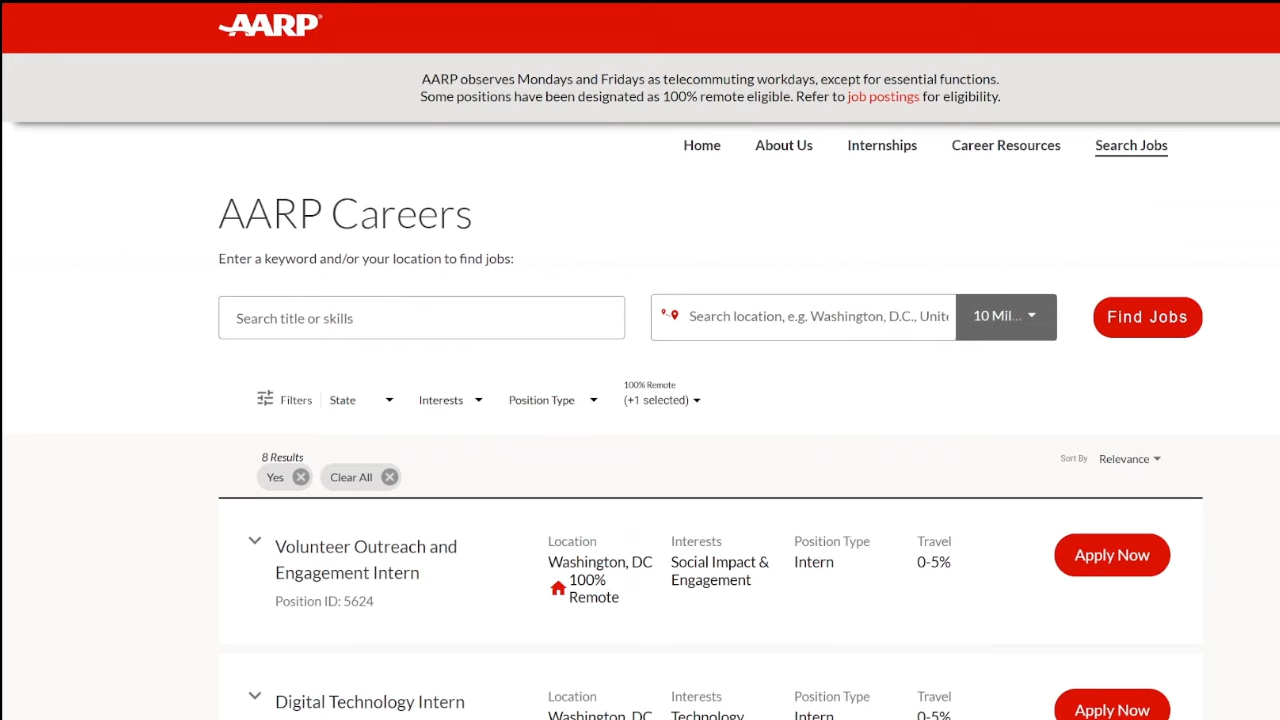 AARP
AARP observes Mondays and Fridays as telecommuting workdays, except for essential functions.
Some positions have been designated as 100% remote eligible. Refer to job postings for eligibility.
Home About Us Internships Career Resources Search Jobs
AARP Careers
Enter a keyword and/or your location to find jobs:
Search title or skills
Search location, e.g. Washington, D.C., Unite
10 Mil...
Find Jobs
Filters State Interests Position Type
100% Remote
(+1 selected)
8 Results
Yes Clear All
Sort By Relevance
Volunteer Outreach and
Engagement Intern
Position ID: 5624
Location
Washington, DC
100%
Remote
Interests
Social Impact &
Engagement
Position Type
Intern
Travel
0-5%
Apply Now
Digital Technology Intern
Location
Washington, DC
Interests
Technology
Position Type
Intern
Travel
0-5%
Apply Now